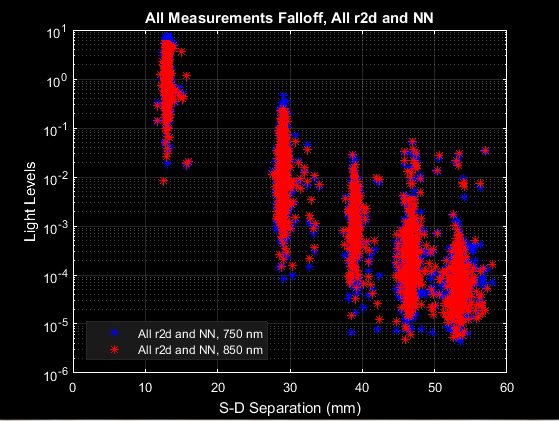 All Measurements Falloff, All r2d and NN
10^1
10^0
10^-1
10^-2
10^-3
10^-4
10^-5
10^-6
Light Levels
All r2d and NN, 750 nm
All r2d and NN, 850 nm
0 10 20 30 40 50 60
S-D Separation (mm)